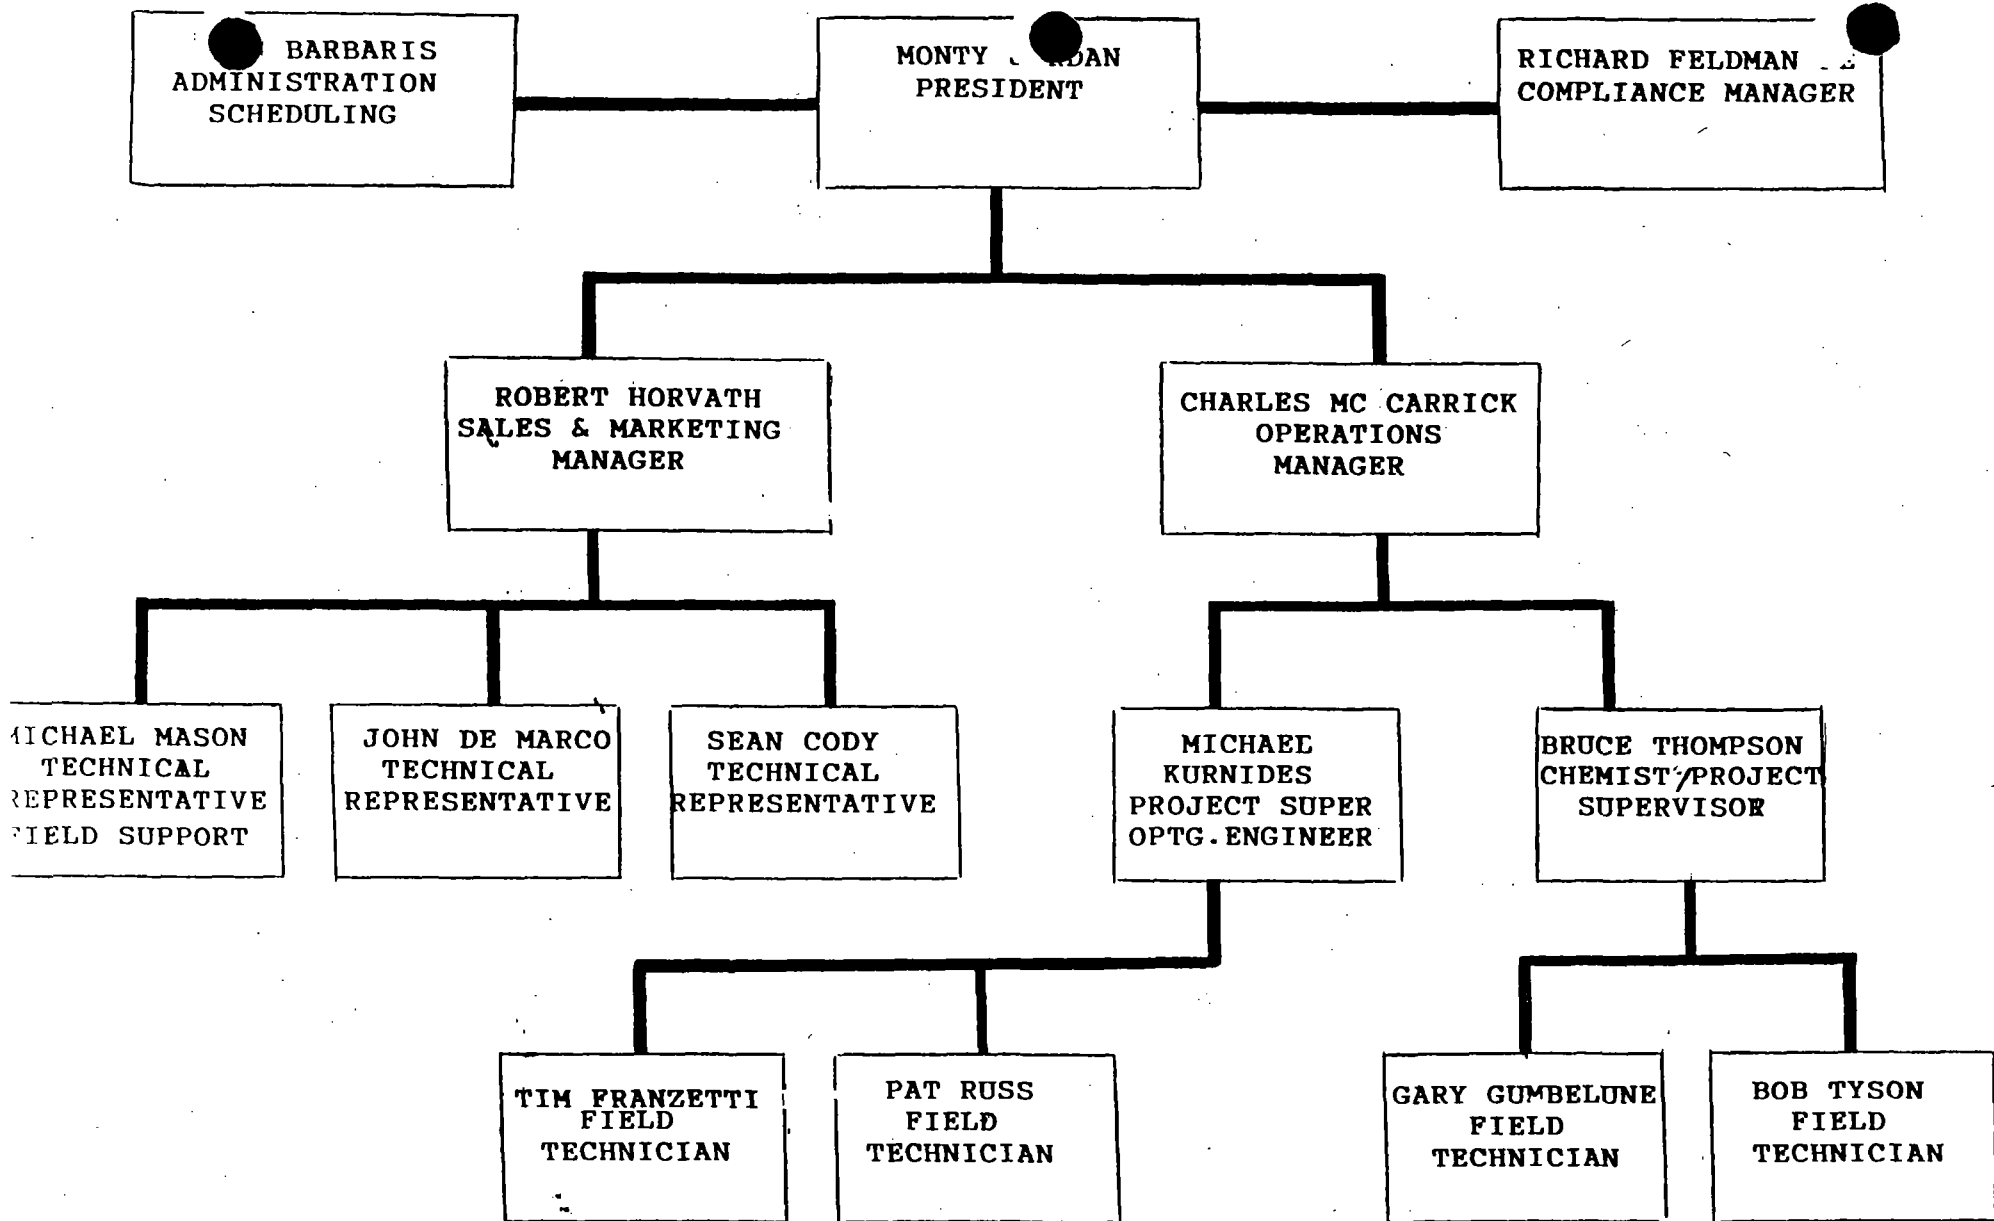 BARBARIS
ADMINISTRATION
SCHEDULING
MONTY
PRESIDENT
RICHARD FELDMAN
COMPLIANCE MANAGER
ROBERT HORVATH
SALES & MARKETING
MANAGER
CHARLES MC CARRICK
OPERATIONS
MANAGER
MICHAEL MASON
TECHNICAL
REPRESENTATIVE
FIELD SUPPORT
JOHN DE MARCO
TECHNICAL
REPRESENTATIVE
SEAN CODY
TECHNICAL
REPRESENTATIVE
MICHAEL
KURNIDES
PROJECT SUPER
OPTG.ENGINEER
BRUCE THOMPSON
CHEMIST/PROJECT
SUPERVISOR
TIM FRANZETTI
FIELD
TECHNICIAN
PAT RUSS
FIELD
TECHNICIAN
GARY GUMBELUNE
FIELD
TECHNICIAN
BOB TYSON
FIELD
TECHNICIAN